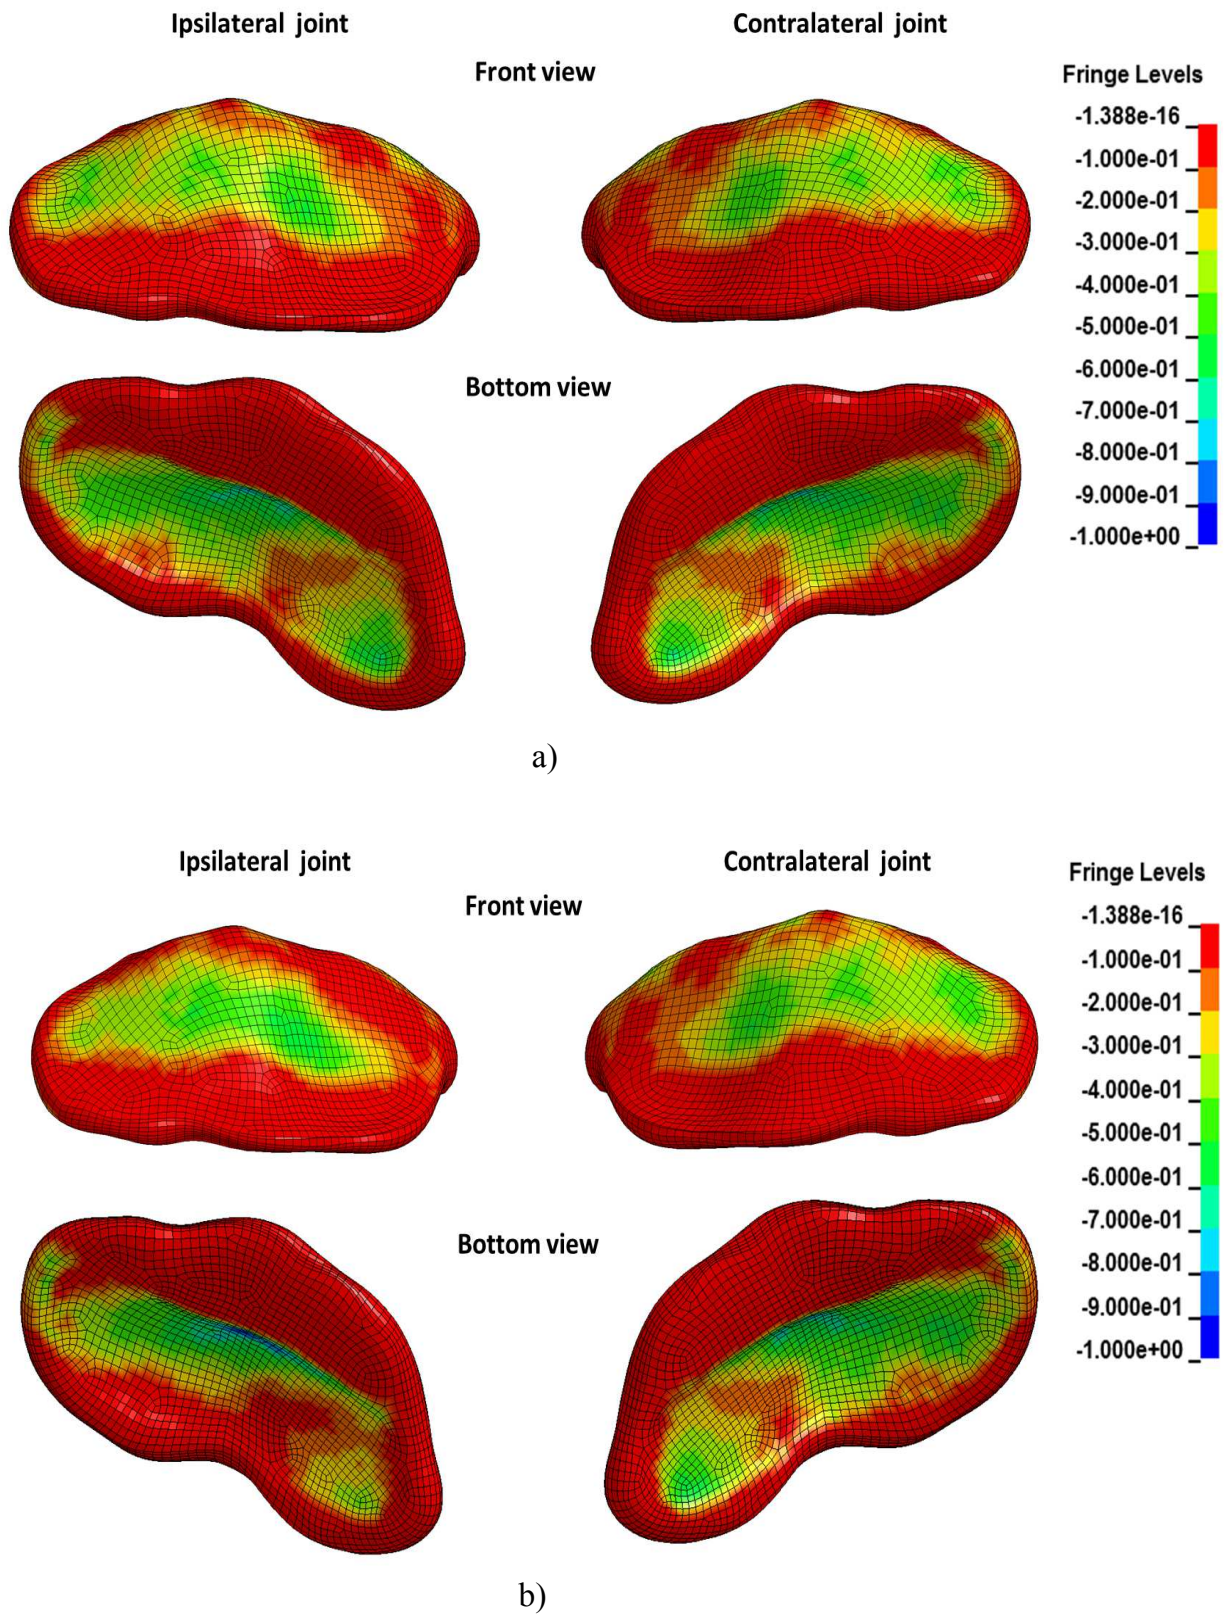 Ipsilateral joint
Contralateral joint
Front view
Fringe Levels
-1.388e-16
-1.000e-01
-2.000e-01
-3.000e-01
-4.000e-01
-5.000e-01
-6.000e-01
-7.000e-01
-8.000e-01
-9.000e-01
-1.000e+00
Bottom view
a)
Ipsilateral joint
Contralateral joint
Front view
Fringe Levels
-1.388e-16
-1.000e-01
-2.000e-01
-3.000e-01
-4.000e-01
-5.000e-01
-6.000e-01
-7.000e-01
-8.000e-01
-9.000e-01
-1.000e+00
Bottom view
b)